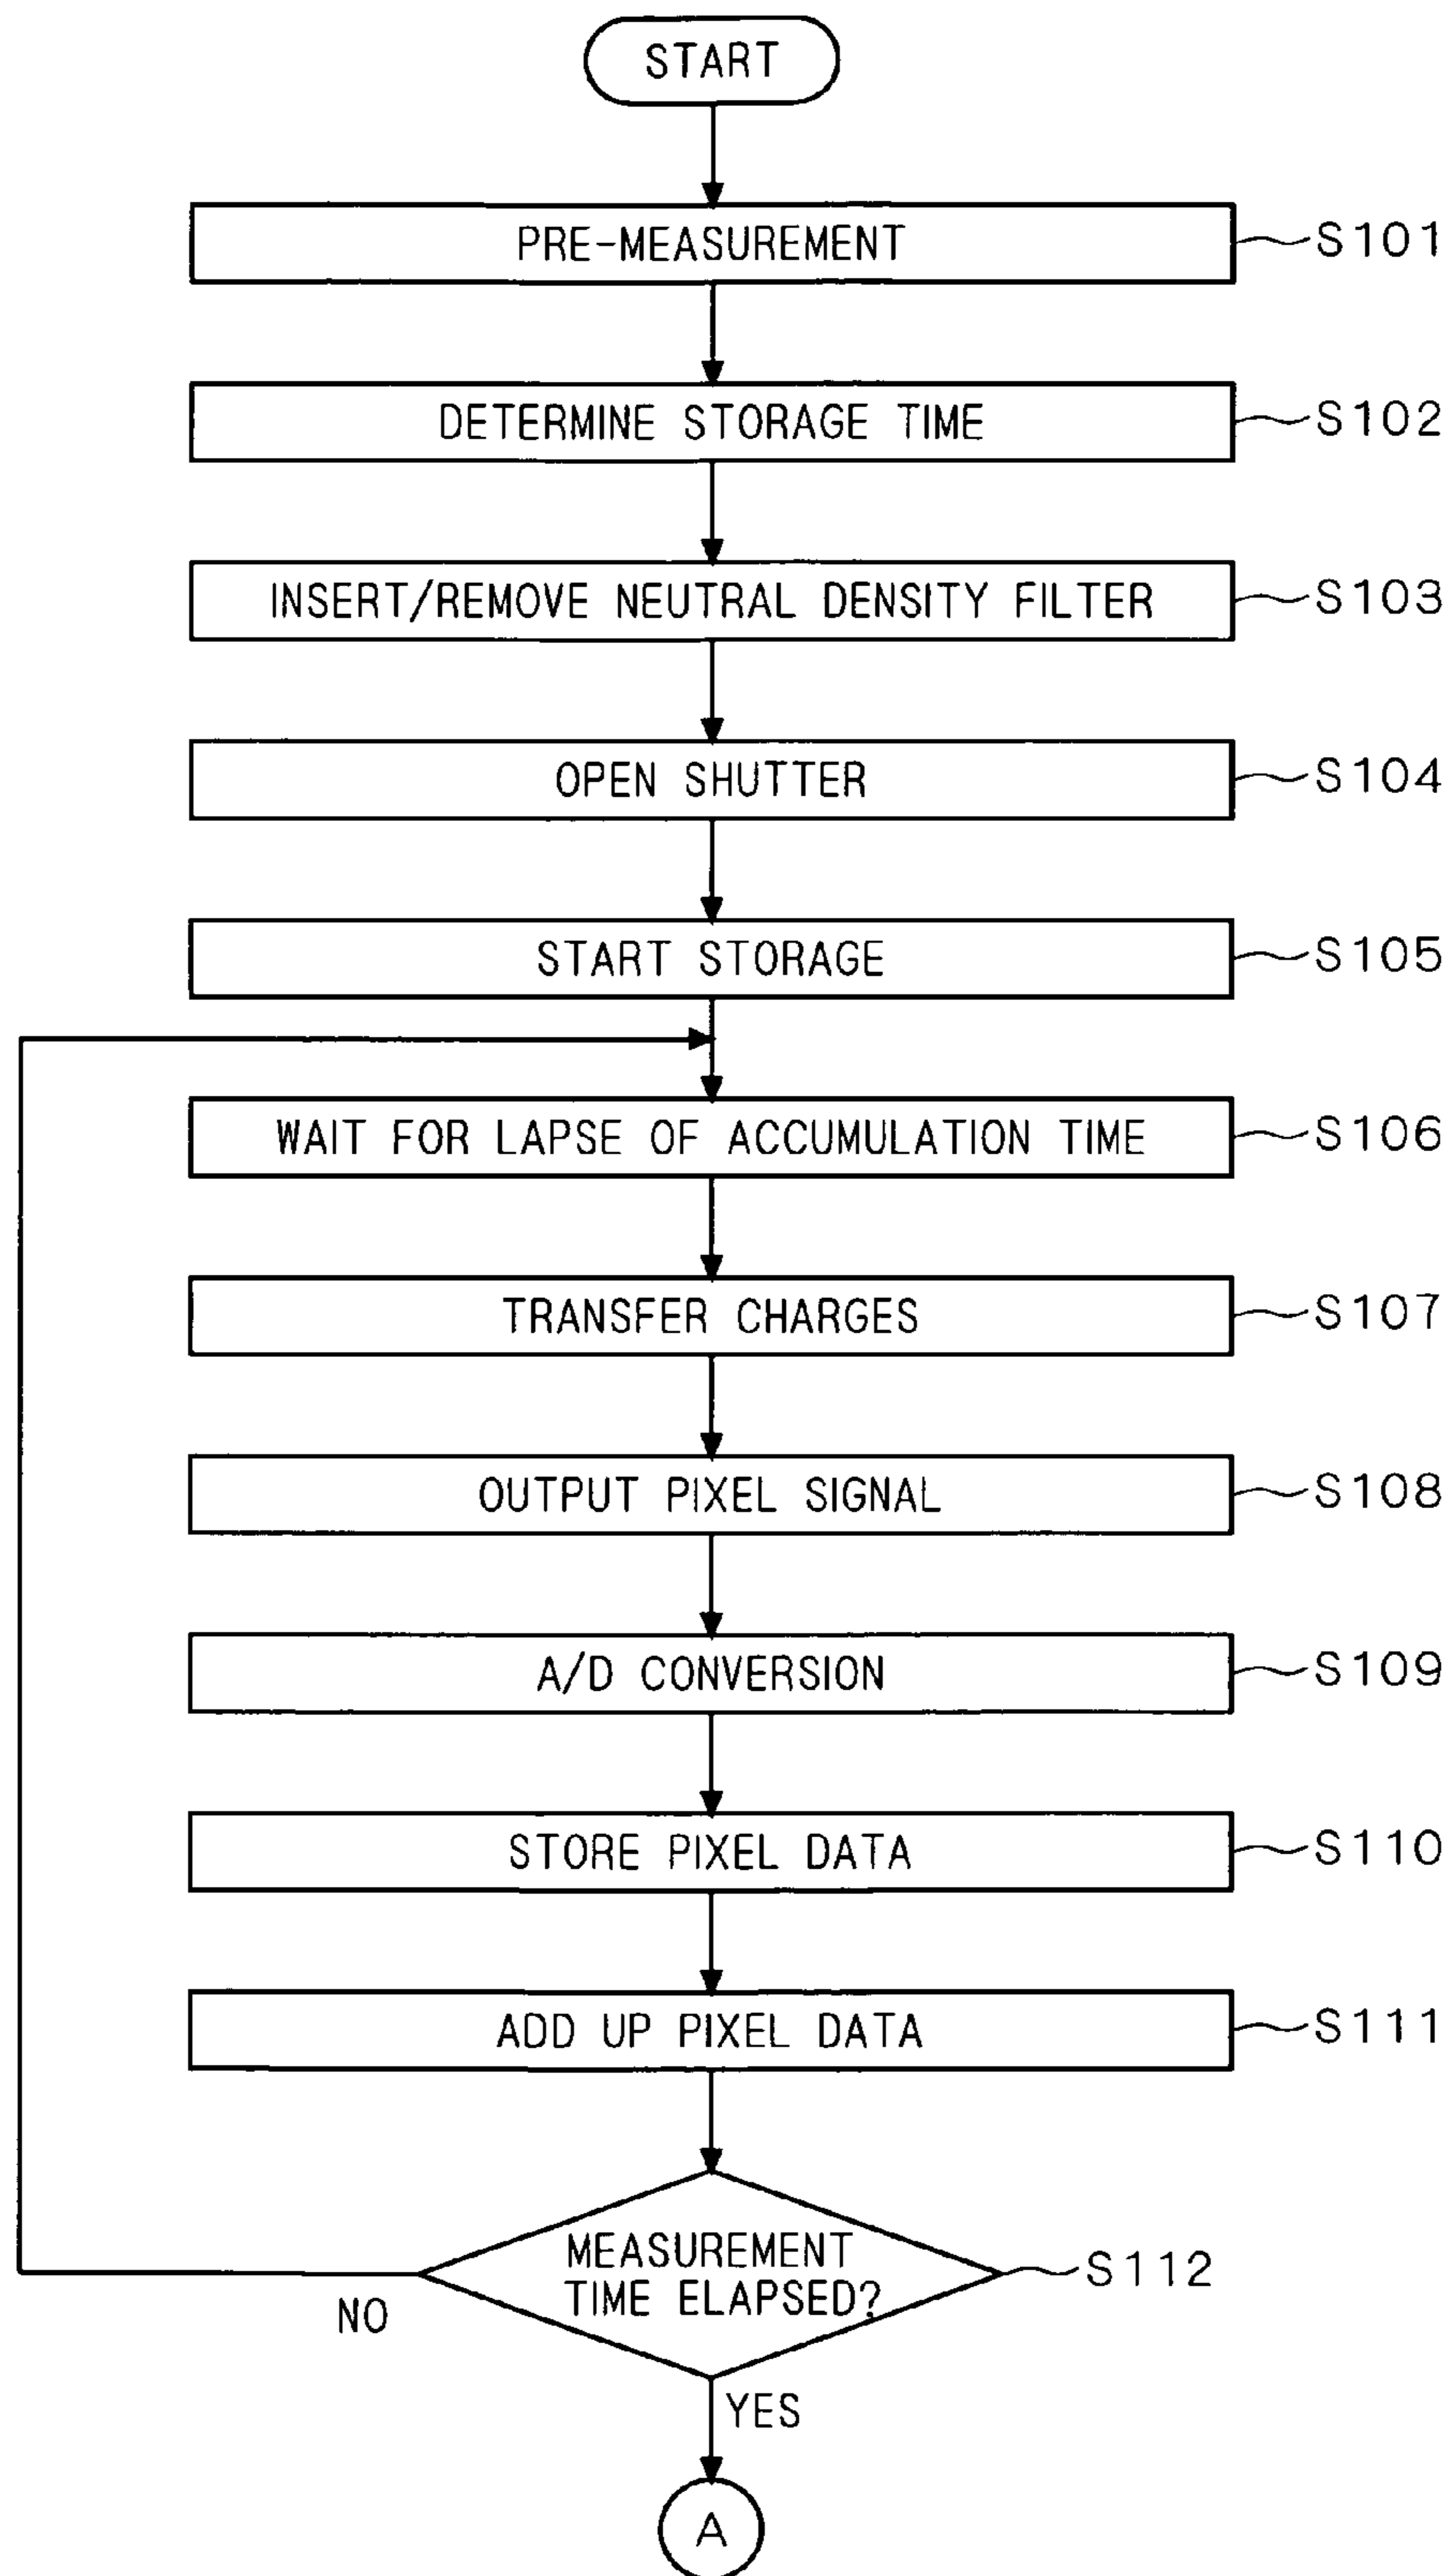 START
PRE-MEASUREMENT
S101
DETERMINE STORAGE TIME
S102
INSERT/REMOVE NEUTRAL DENSITY FILTER
S103
OPEN SHUTTER
S104
START STORAGE
S105
WAIT FOR LAPSE OF ACCUMULATION TIME
S106
TRANSFER CHARGES
S107
OUTPUT PIXEL SIGNAL
S108
A/D CONVERSION
S109
STORE PIXEL DATA
S110
ADD UP PIXEL DATA
S111
MEASUREMENT
TIME ELAPSED?
S112
NO
YES
A